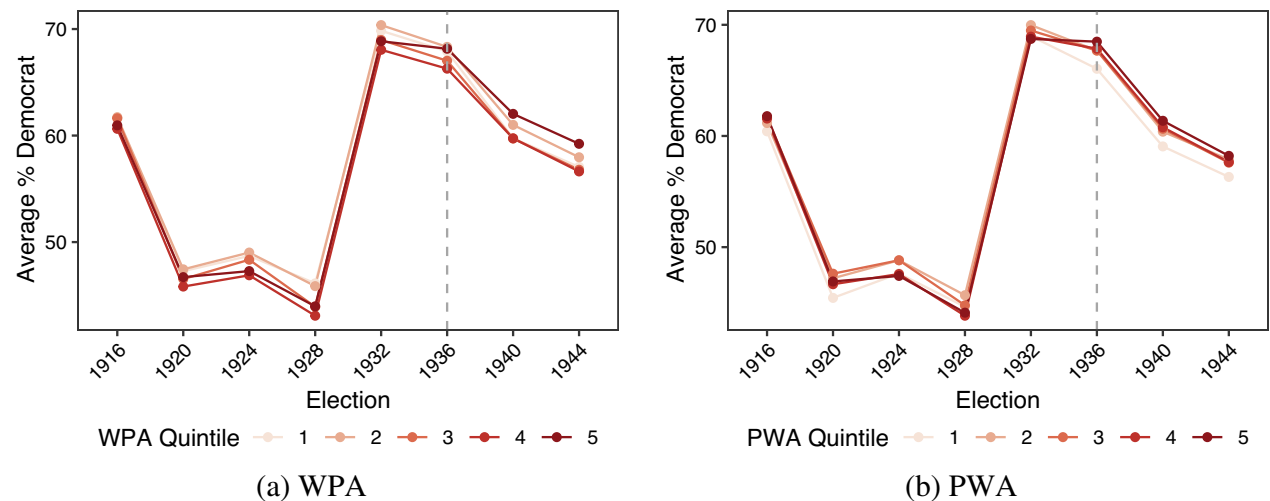 Average % Democrat
70
60
50
1916 1920 1924 1928 1932 1936 1940 1944
Election
WPA Quintile 1 2 3 4 5
(a) WPA
Average % Democrat
70
60
50
1916 1920 1924 1928 1932 1936 1940 1944
Election
PWA Quintile 1 2 3 4 5
(b) PWA